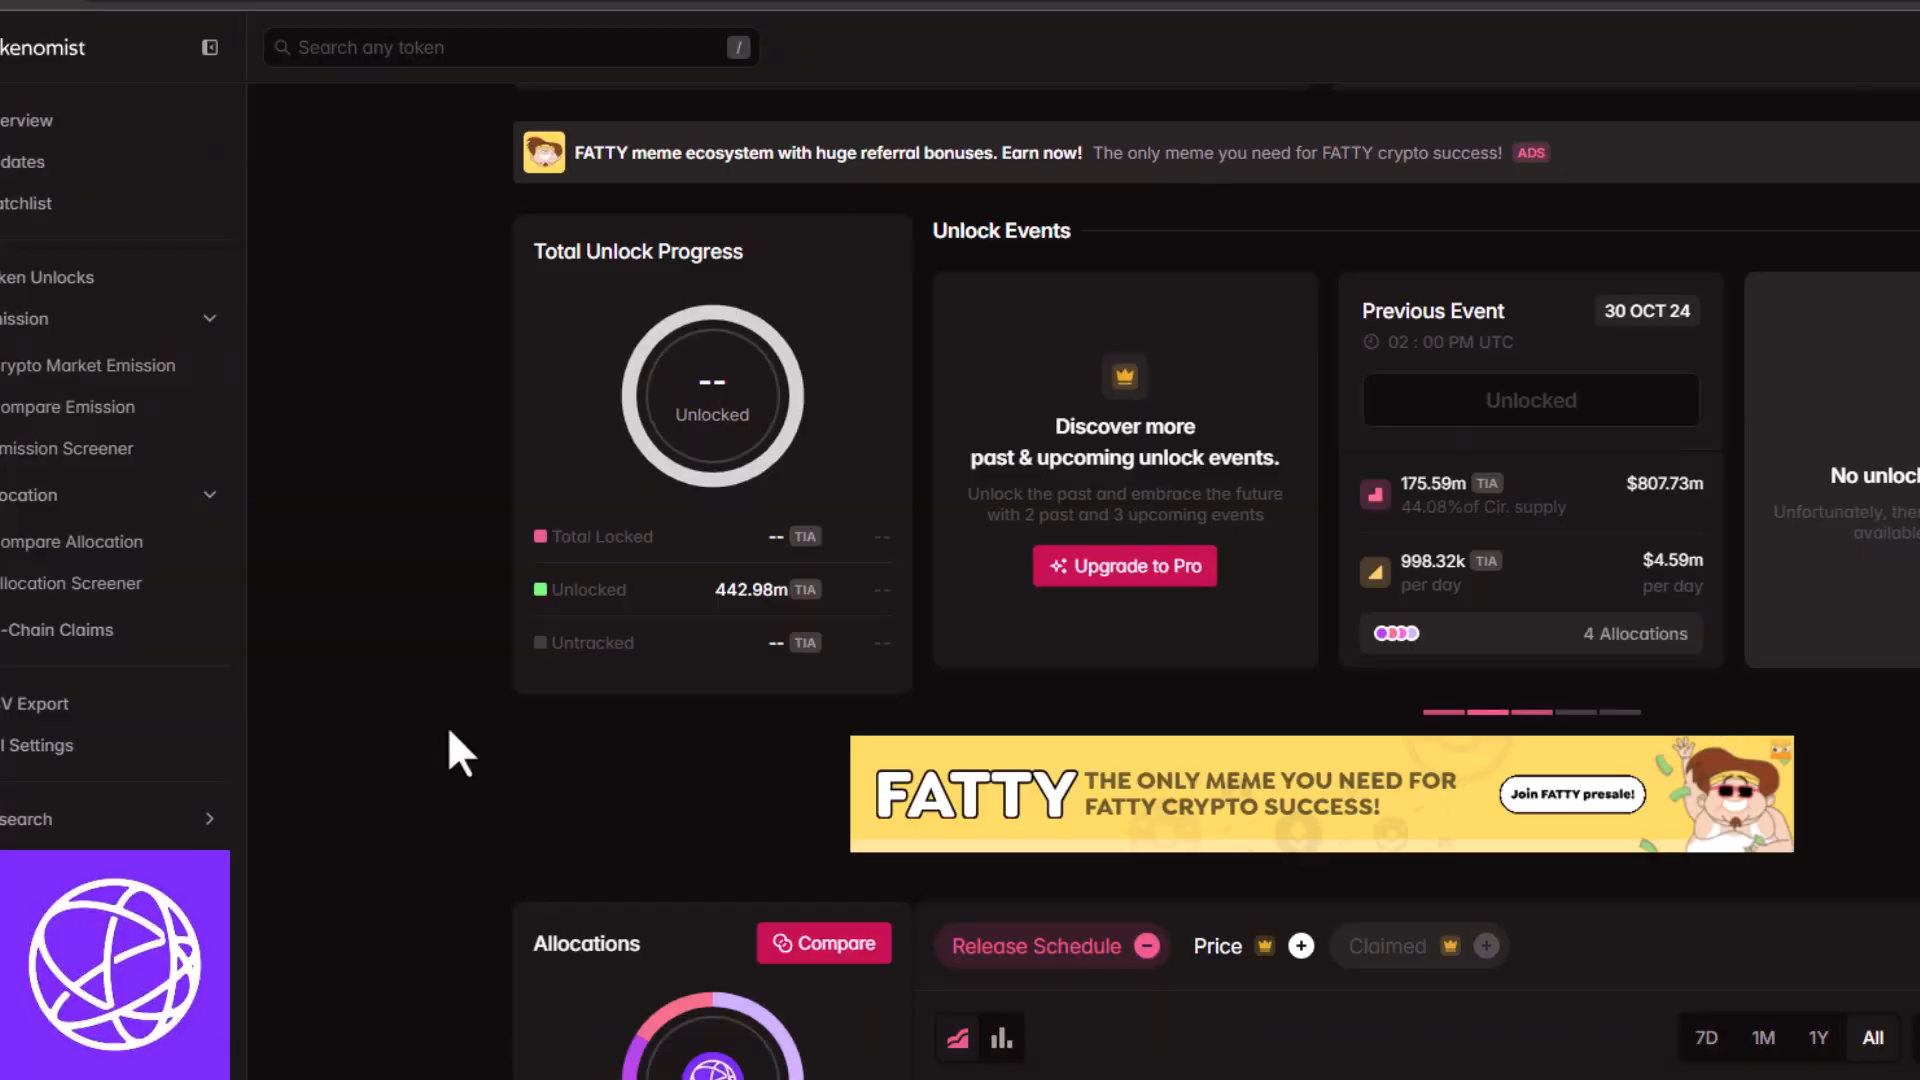 kenomist
Search any token
/
erview
dates
atchlist
ken Unlocks
ission
rypto Market Emission
ompare Emission
mission Screener
ocation
ompare Allocation
llocation Screener
-Chain Claims
V Export
I Settings
search
FATTY meme ecosystem with huge referral bonuses. Earn now! The only meme you need for FATTY crypto success! ADS
Total Unlock Progress
--
Unlocked
Total Locked -- TIA --
Unlocked 442.98m TIA --
Untracked -- TIA --
Unlock Events
Discover more
past & upcoming unlock events.
Unlock the past and embrace the future
with 2 past and 3 upcoming events
Upgrade to Pro
Previous Event 30 OCT 24
02 : 00 PM UTC
Unlocked
175.59m TIA $807.73m
44.08%of Cir. supply
998.32k TIA $4.59m
per day per day
4 Allocations
No unlock
Unfortunately, ther
available
FATTY THE ONLY MEME YOU NEED FOR
FATTY CRYPTO SUCCESS!
Join FATTY presale!
Allocations Compare
Release Schedule Price Claimed
7D 1M 1Y All